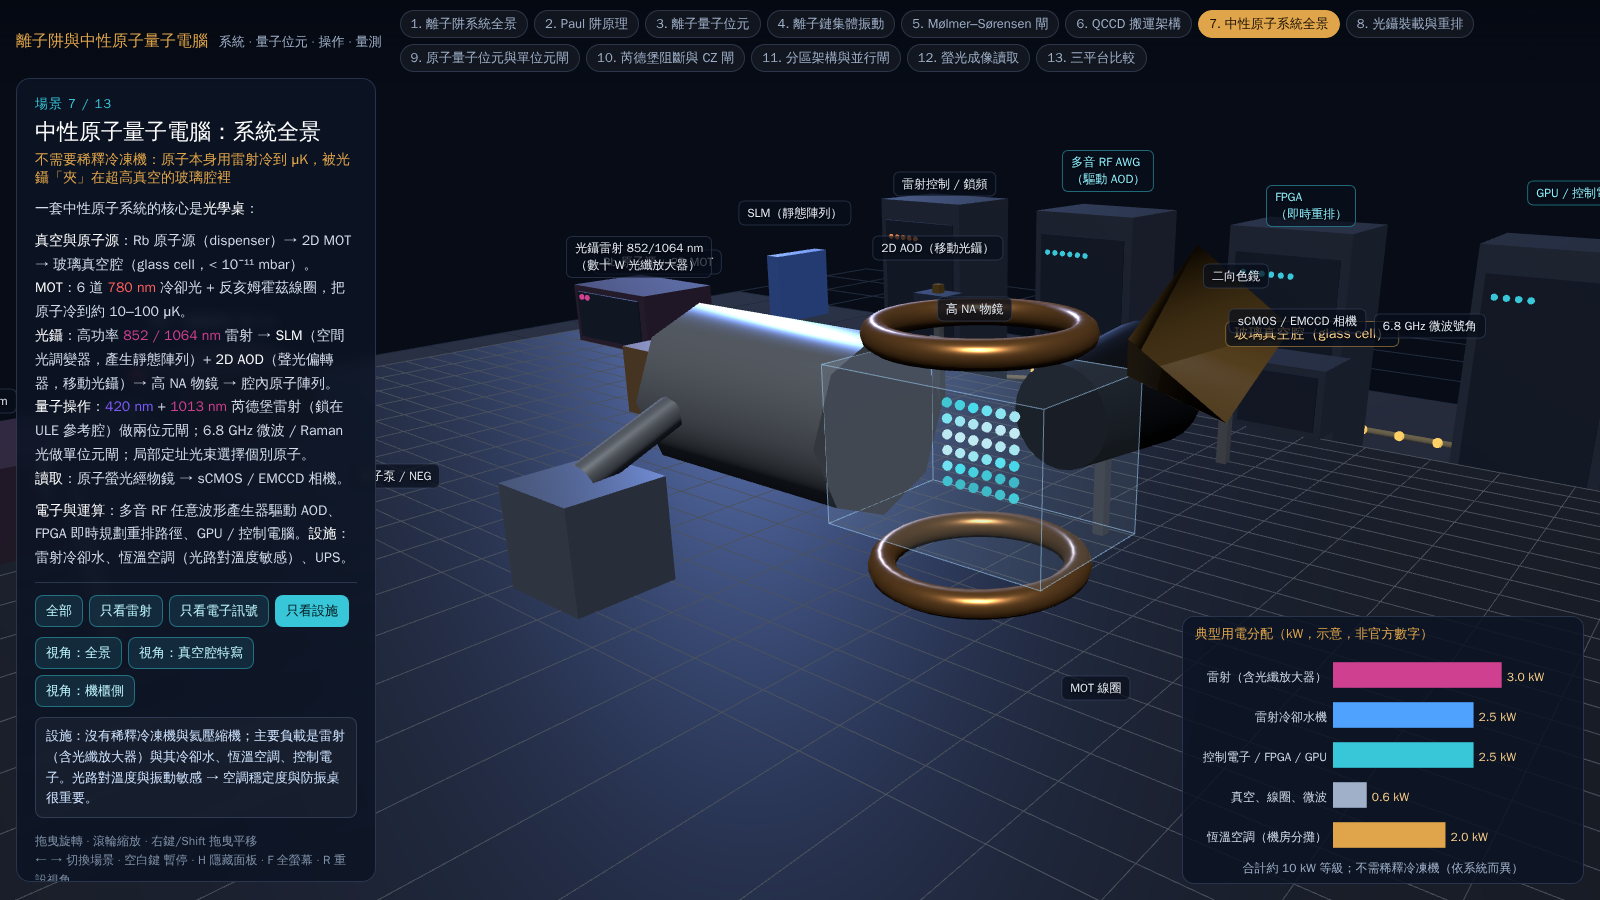 離子阱與中性原子量子電腦 系統 · 量子位元 · 操作 · 量測
1. 離子阱系統全景
2. Paul 阱原理
3. 離子量子位元
4. 離子鏈集體振動
5. Mølmer–Sørensen 閘
6. QCCD 搬運架構
7. 中性原子系統全景
8. 光鑷裝載與重排
9. 原子量子位元與單位元閘
10. 芮德堡阻斷與 CZ 閘
11. 分區架構與並行閘
12. 螢光成像讀取
13. 三平台比較
場景 7 / 13
中性原子量子電腦：系統全景
不需要稀釋冷凍機：原子本身用雷射冷到 μK，被光
鑷「夾」在超高真空的玻璃腔裡
一套中性原子系統的核心是光學桌：
真空與原子源：Rb 原子源（dispenser）→ 2D MOT
→ 玻璃真空腔（glass cell，< 10⁻¹¹ mbar）。
MOT：6 道 780 nm 冷卻光 + 反亥姆霍茲線圈，把
原子冷到約 10–100 μK。
光鑷：高功率 852 / 1064 nm 雷射 → SLM（空間
光調變器，產生靜態陣列）+ 2D AOD（聲光偏轉
器，移動光鑷）→ 高 NA 物鏡 → 腔內原子陣列。
量子操作：420 nm + 1013 nm 芮德堡雷射（鎖在
ULE 參考腔）做兩位元閘；6.8 GHz 微波 / Raman
光做單位元閘；局部定址光束選擇個別原子。
讀取：原子螢光經物鏡 → sCMOS / EMCCD 相機。
電子與運算：多音 RF 任意波形產生器驅動 AOD、
FPGA 即時規劃重排路徑、GPU / 控制電腦。設施：
雷射冷卻水、恆溫空調（光路對溫度敏感）、UPS。
全部
只看雷射
只看電子訊號
只看設施
視角：全景
視角：真空腔特寫
視角：機櫃側
設施：沒有稀釋冷凍機與氦壓縮機；主要負載是雷射
（含光纖放大器）與其冷卻水、恆溫空調、控制電
子。光路對溫度與振動敏感 → 空調穩定度與防振桌
很重要。
拖曳旋轉 · 滾輪縮放 · 右鍵/Shift 拖曳平移
← → 切換場景 · 空白鍵 暫停 · H 隱藏面板 · F 全螢幕 · R 重
設視角
多音 RF AWG
（驅動 AOD）
雷射控制 / 鎖頻
FPGA
（即時重排）
GPU / 控制
SLM（靜態陣列）
光鑷雷射 852/1064 nm
（數十 W 光纖放大器）
MOT
2D AOD（移動光鑷）
二向色鏡
高 NA 物鏡
sCMOS / EMCCD 相機
玻璃真空腔（glass cell）
6.8 GHz 微波號角
子泵 / NEG
MOT 線圈
典型用電分配（kW，示意，非官方數字）
雷射（含光纖放大器） 3.0 kW
雷射冷卻水機 2.5 kW
控制電子 / FPGA / GPU 2.5 kW
真空、線圈、微波 0.6 kW
恆溫空調（機房分攤） 2.0 kW
合計約 10 kW 等級；不需稀釋冷凍機（依系統而異）